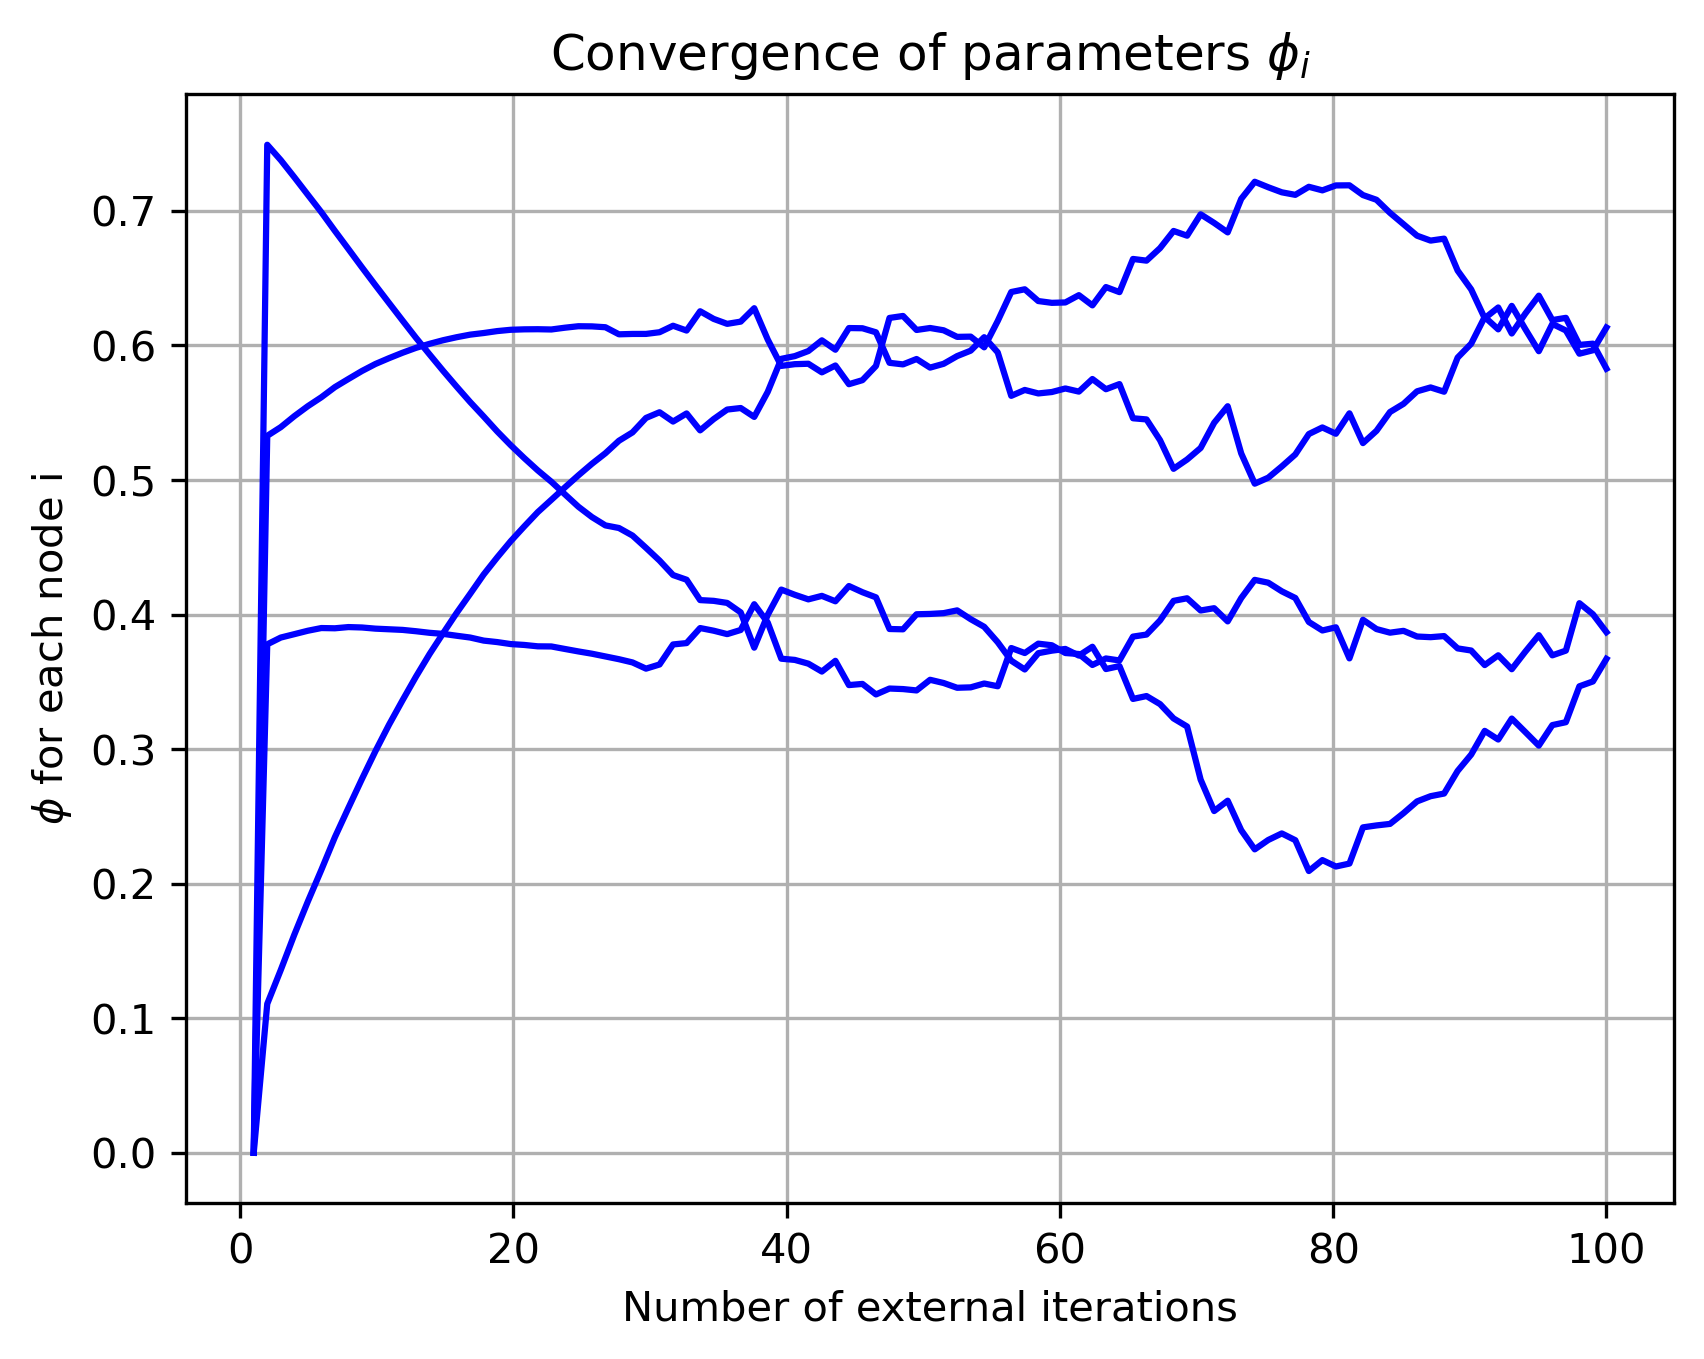 Convergence of parameters ϕᵢ
ϕ for each node i
0.7
0.6
0.5
0.4
0.3
0.2
0.1
0.0
0 20 40 60 80 100
Number of external iterations